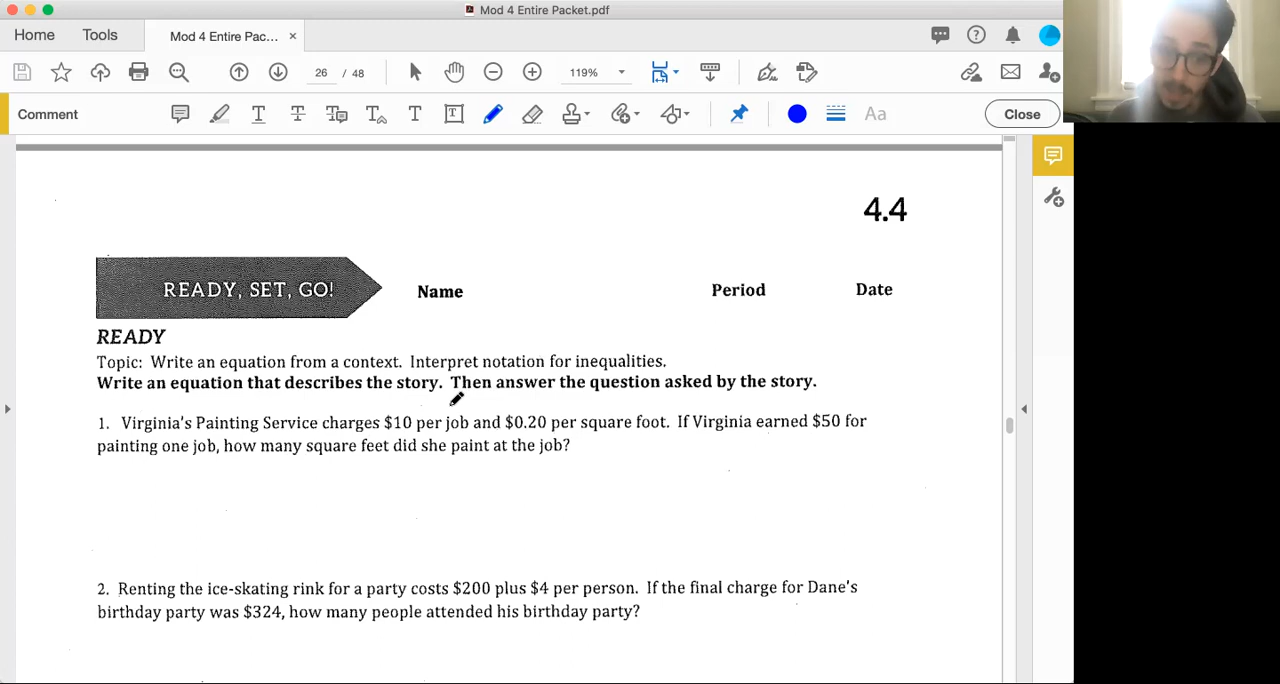 Mod 4 Entire Packet.pdf
Home Tools Mod 4 Entire Pac... ×
26 / 48 119%
Comment Aa Close
4.4
READY, SET, GO! Name Period Date
READY
Topic: Write an equation from a context. Interpret notation for inequalities.
Write an equation that describes the story. Then answer the question asked by the story.
1. Virginia's Painting Service charges $10 per job and $0.20 per square foot. If Virginia earned $50 for
painting one job, how many square feet did she paint at the job?
2. Renting the ice-skating rink for a party costs $200 plus $4 per person. If the final charge for Dane's
birthday party was $324, how many people attended his birthday party?